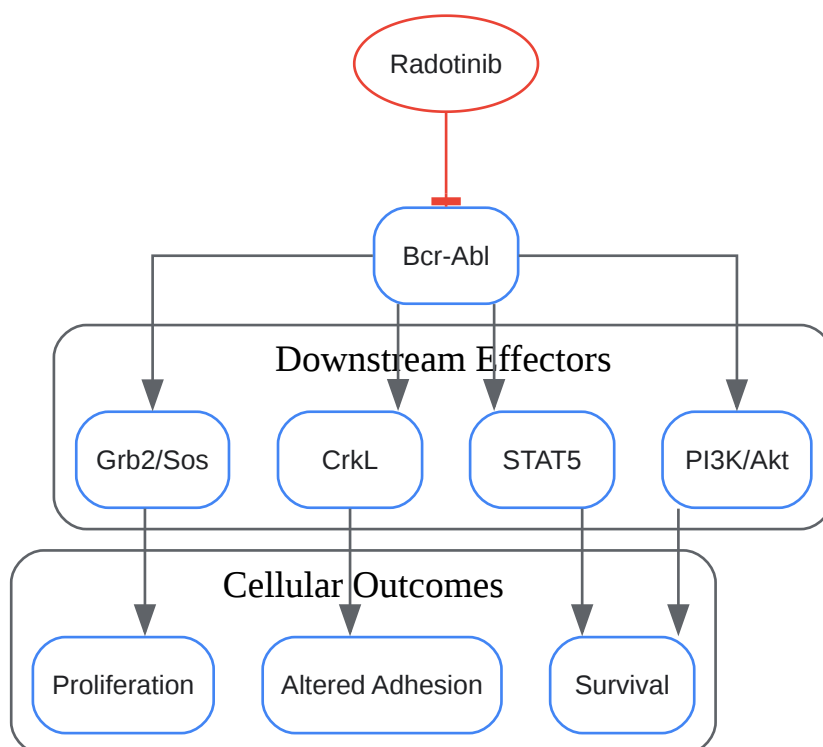 Radotinib
Bcr-Abl
Downstream Effectors
Grb2/Sos
CrkL
STAT5
PI3K/Akt
Cellular Outcomes
Proliferation
Altered Adhesion
Survival